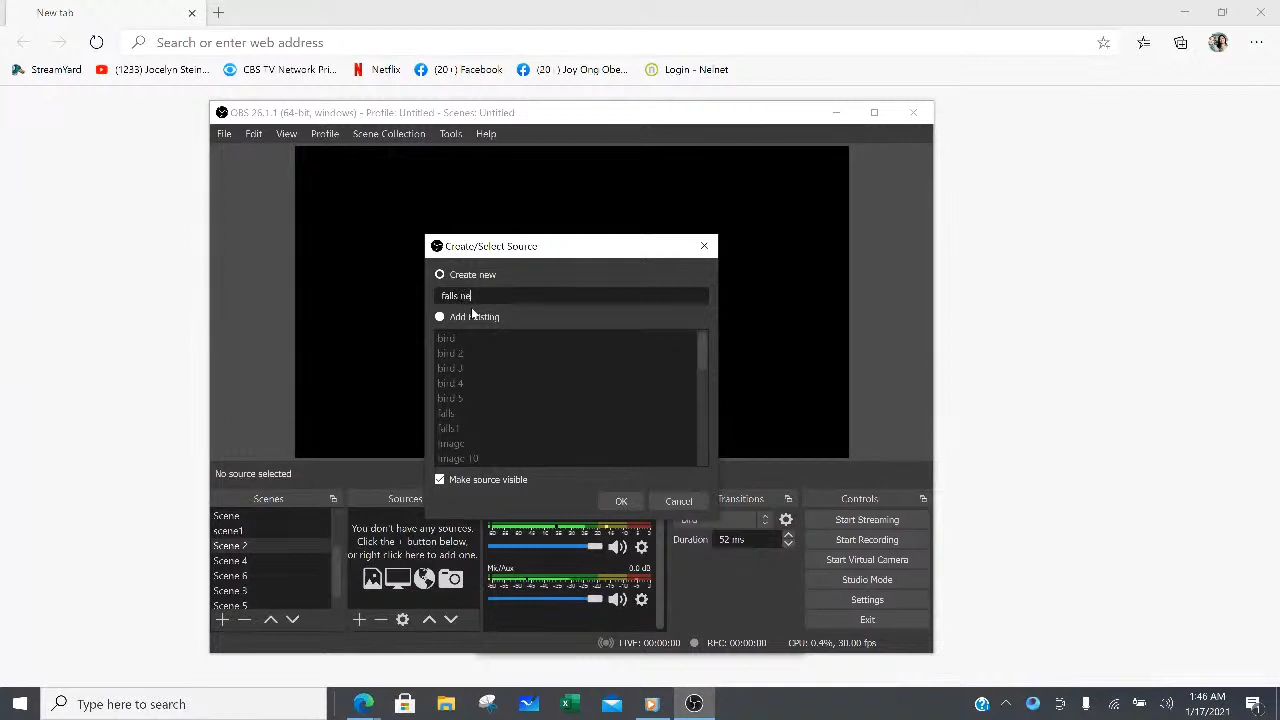 New tab
Search or enter web address
StreamYard
(1233) Jocelyn Stein...
CBS TV Network Pri...
Netflix
(20+) Facebook
(20+) Joy Ong Obe...
Login - Nelnet
OBS 26.1.1 (64-bit, windows) - Profile: Untitled - Scenes: Untitled
File Edit View Profile Scene Collection Tools Help
Create/Select Source
Create new
falls ne
Add Existing
bird
bird 2
bird 3
bird 4
bird 5
falls
falls1
Image
Image 10
Make source visible
OK Cancel
No source selected
Scenes
Scene
scene1
Scene 2
Scene 4
Scene 6
Scene 3
Scene 5
Sources
You don't have any sources.
Click the + button below,
or right click here to add one.
Mic/Aux 0.0 dB
Transitions
Duration 52 ms
Controls
Start Streaming
Start Recording
Start Virtual Camera
Studio Mode
Settings
Exit
LIVE: 00:00:00 REC: 00:00:00 CPU: 0.4%, 30.00 fps
Type here to search
1:46 AM
1/17/2021